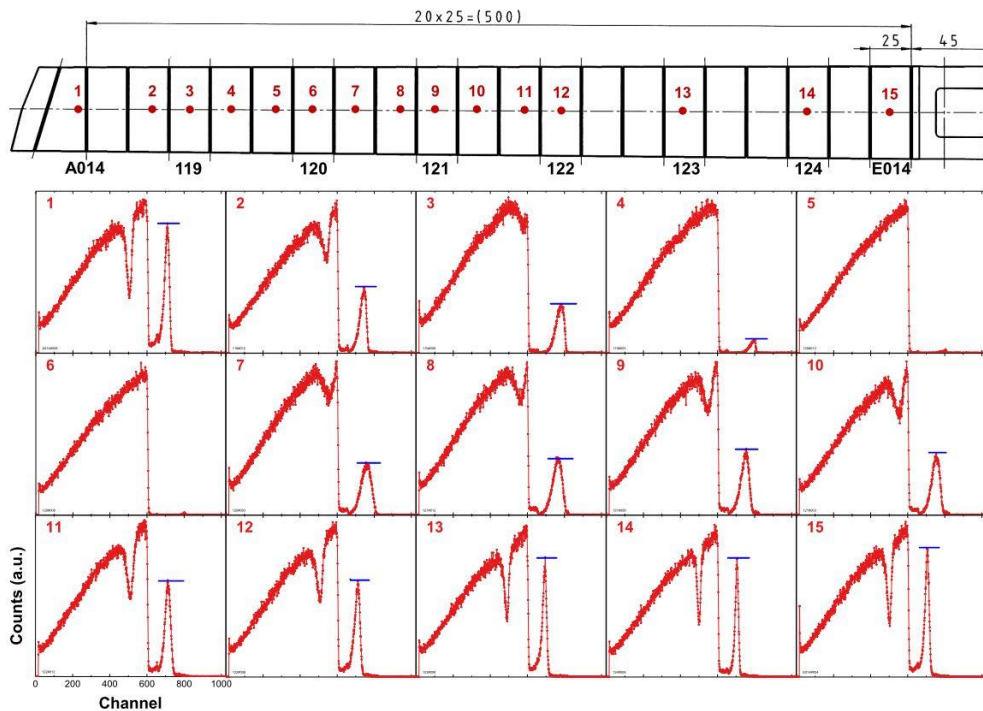 20x25=(500)
25 45
1 2 3 4 5 6 7 8 9 10 11 12 13 14 15
A014 119 120 121 122 123 124 E014
1 2 3 4 5
6 7 8 9 10
11 12 13 14 15
Counts (a.u.)
0 200 400 600 800 1000
Channel